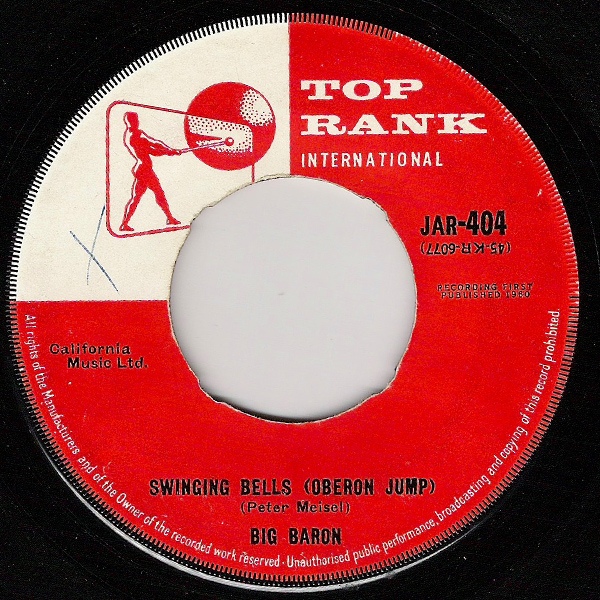 TOP
RANK
INTERNATIONAL
JAR-404
(45-KR-6077)
RECORDING FIRST
PUBLISHED 1960
California
Music Ltd.
SWINGING BELLS (OBERON JUMP)
(Peter Meisel)
BIG BARON
All rights of the Manufacturers and of the Owner of the recorded work reserved. Unauthorised public performance, broadcasting and copying of this record prohibited.